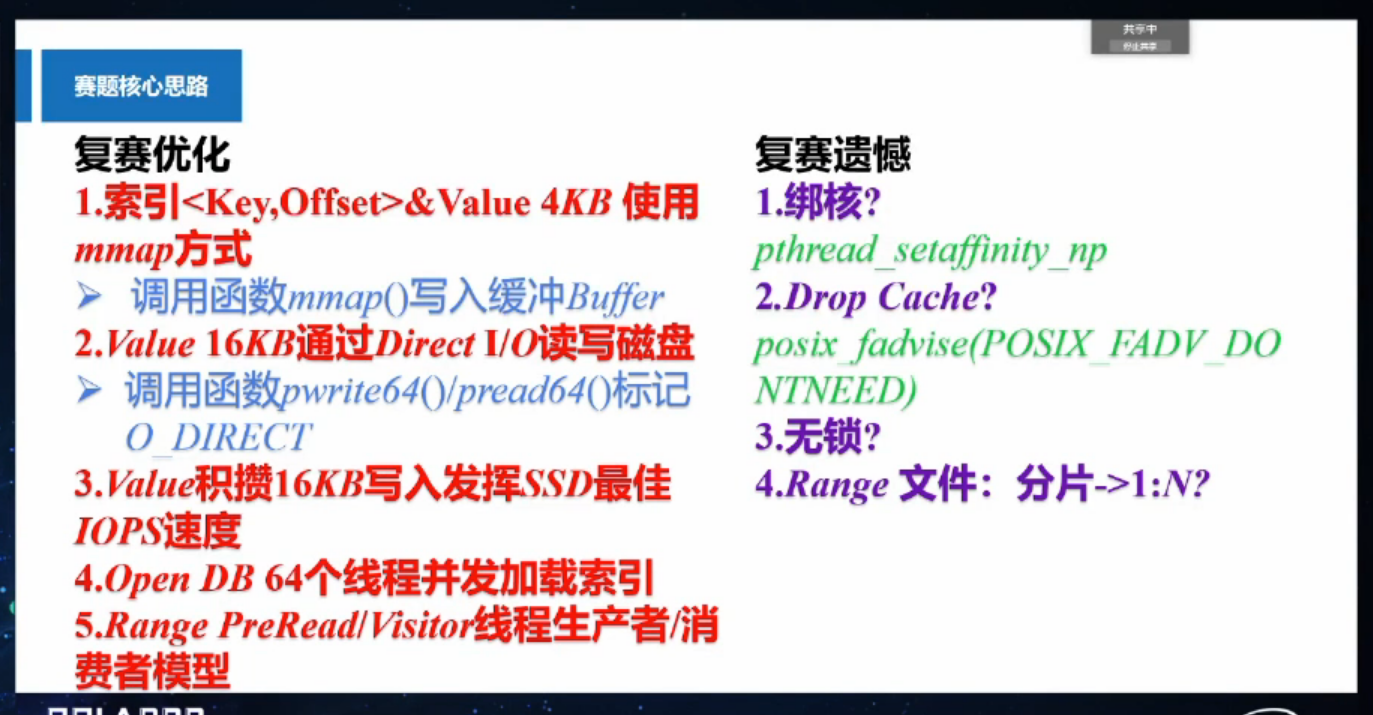 共享中
停止共享
赛题核心思路
复赛优化
1.索引<Key,Offset>&Value 4KB 使用
mmap方式
➢ 调用函数mmap()写入缓冲Buffer
2.Value 16KB通过Direct I/O读写磁盘
➢ 调用函数pwrite64()/pread64()标记
O_DIRECT
3.Value积攒16KB写入发挥SSD最佳
IOPS速度
4.Open DB 64个线程并发加载索引
5.Range PreRead/Visitor线程生产者/消
费者模型
复赛遗憾
1.绑核?
pthread_setaffinity_np
2.Drop Cache?
posix_fadvise(POSIX_FADV_DO
NTNEED)
3.无锁?
4.Range 文件：分片->1:N?